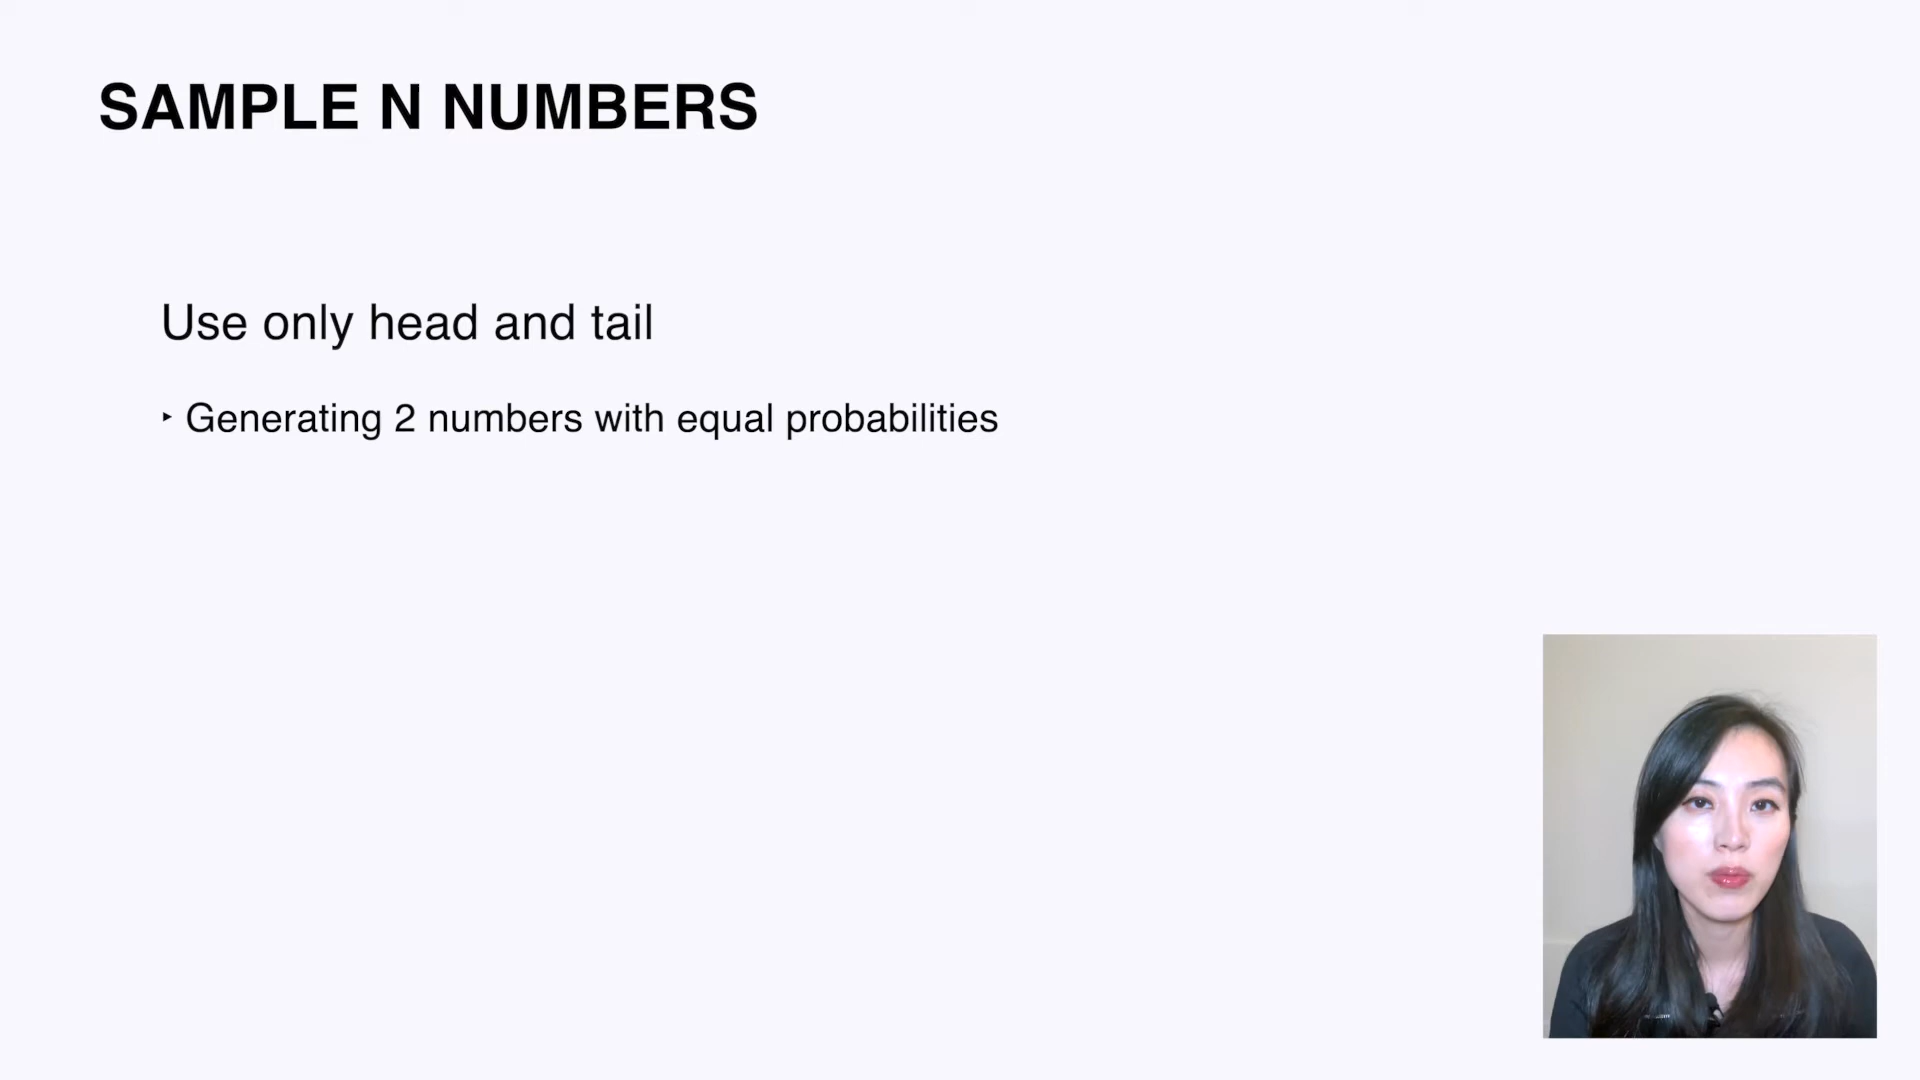 SAMPLE N NUMBERS
Use only head and tail
‣ Generating 2 numbers with equal probabilities